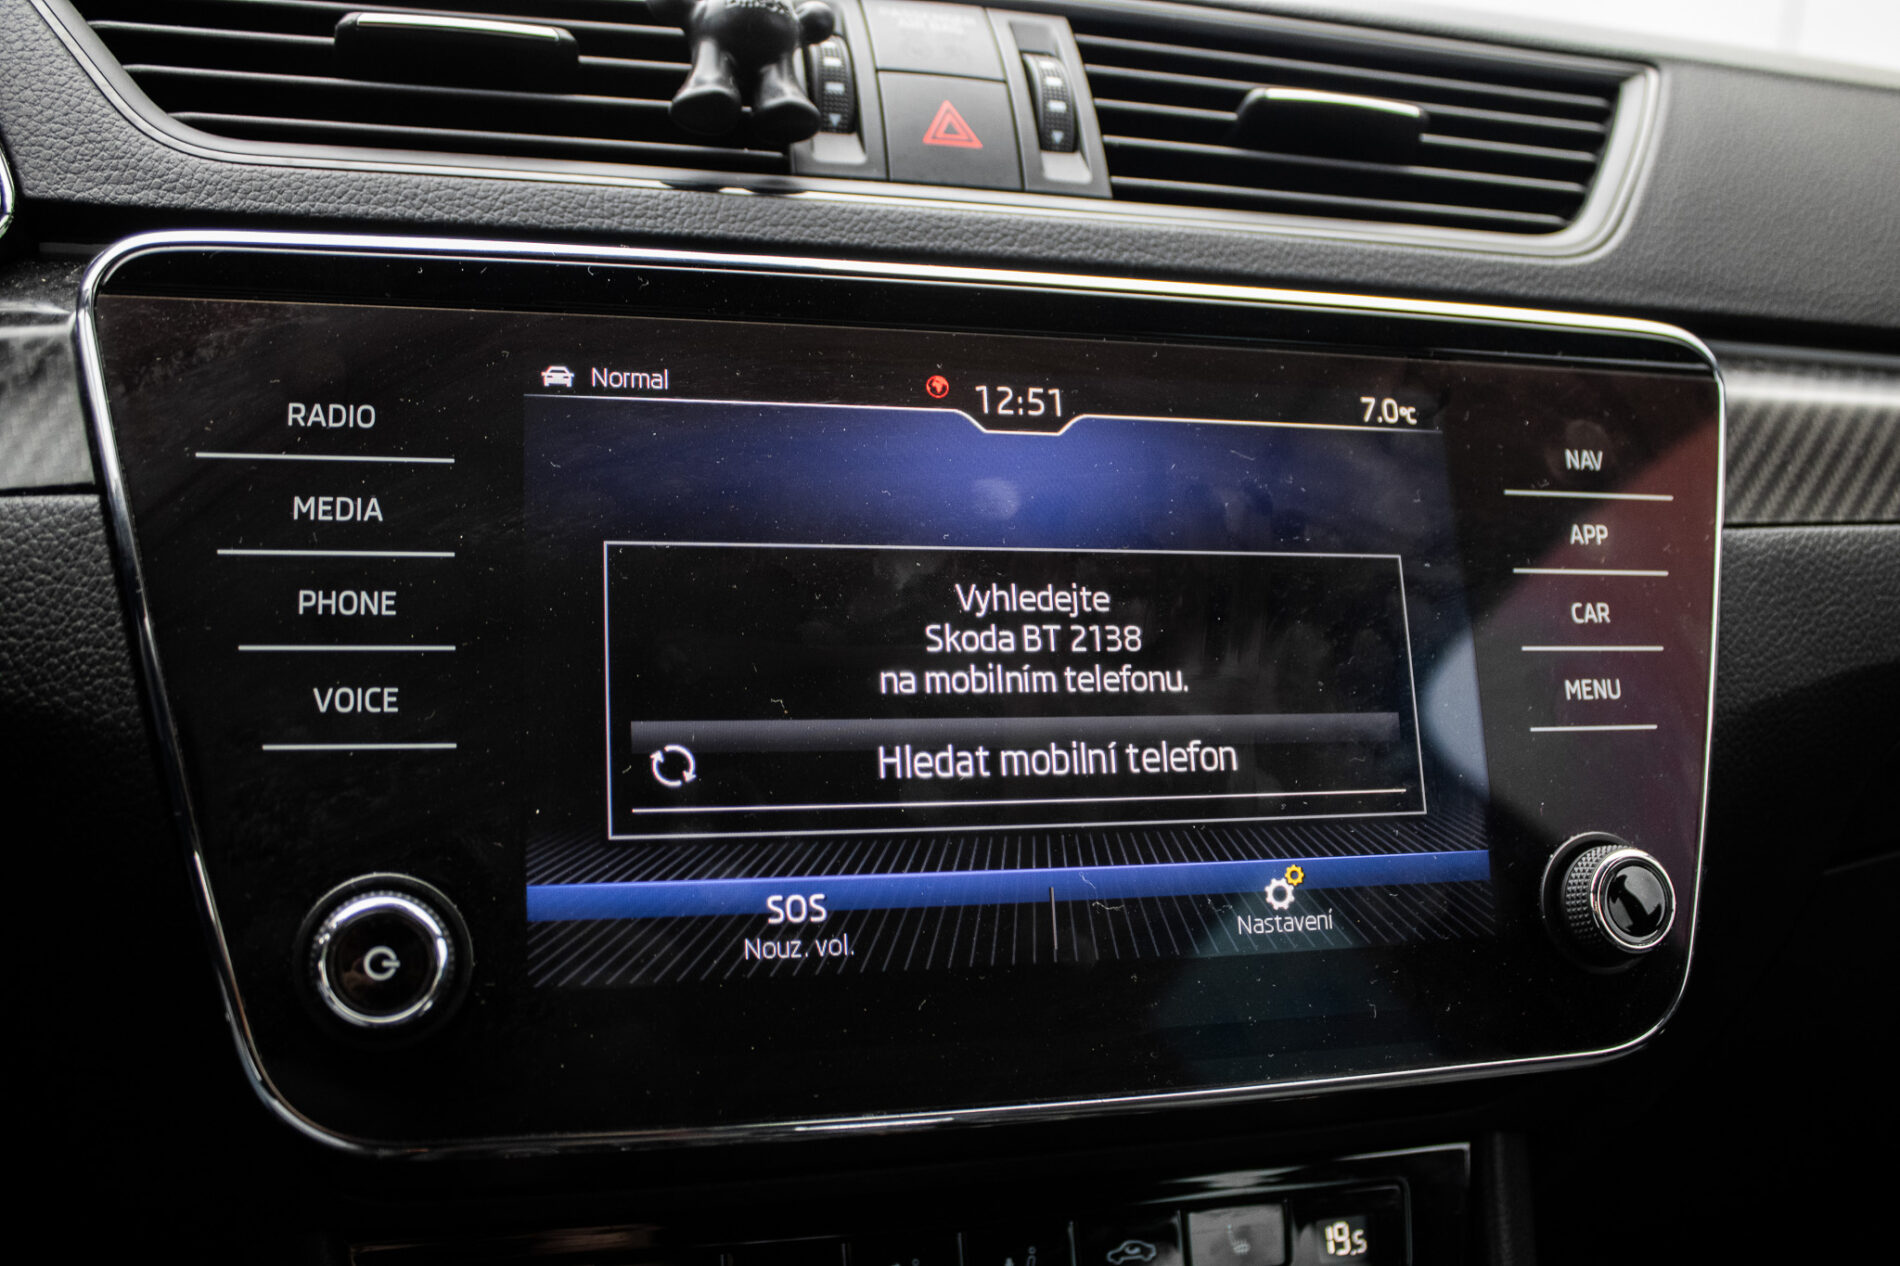 Normal
12:51
7.0°C
RADIO
MEDIA
PHONE
VOICE
NAV
APP
CAR
MENU
Vyhledejte
Skoda BT 2138
na mobilním telefonu.
Hledat mobilní telefon
SOS
Nouz. vol.
Nastavení
19.5